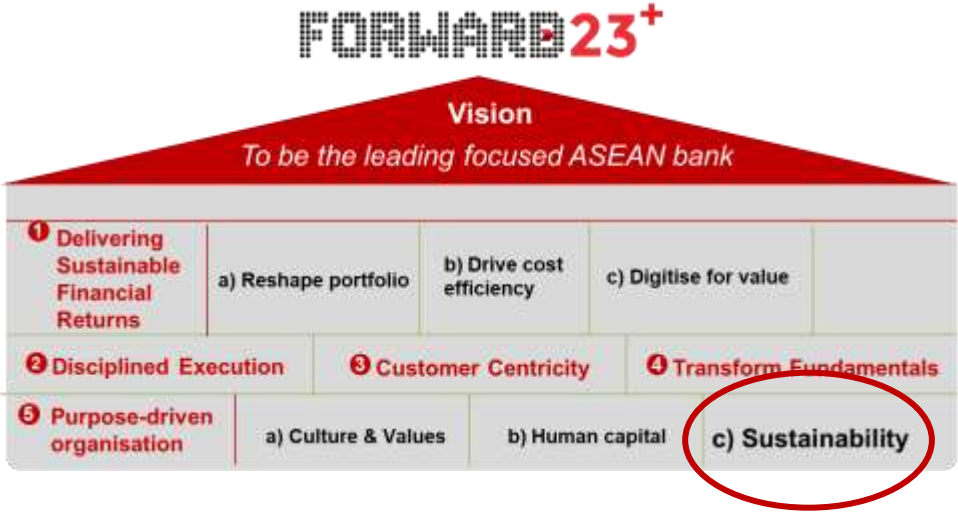 FORWARD23+
Vision
To be the leading focused ASEAN bank
1 Delivering
Sustainable
Financial
Returns
a) Reshape portfolio
b) Drive cost
efficiency
c) Digitise for value
2 Disciplined Execution
3 Customer Centricity
4 Transform Fundamentals
5 Purpose-driven
organisation
a) Culture & Values
b) Human capital
c) Sustainability